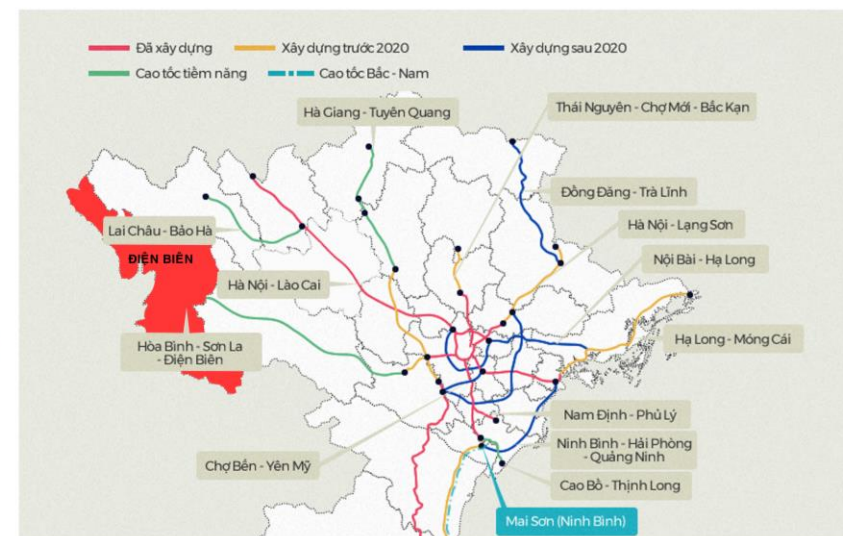 Đã xây dựng
Xây dựng trước 2020
Xây dựng sau 2020
Cao tốc tiềm năng
Cao tốc Bắc - Nam
Hà Giang - Tuyên Quang
Thái Nguyên - Chợ Mới - Bắc Kạn
Đồng Đăng - Trà Lĩnh
Hà Nội - Lạng Sơn
Lai Châu - Bảo Hà
ĐIỆN BIÊN
Nội Bài - Hạ Long
Hà Nội - Lào Cai
Hạ Long - Móng Cái
Hòa Bình - Sơn La
- Điện Biên
Nam Định - Phủ Lý
Ninh Bình - Hải Phòng
- Quảng Ninh
Chợ Bến - Yên Mỹ
Cao Bồ - Thịnh Long
Mai Sơn (Ninh Bình)